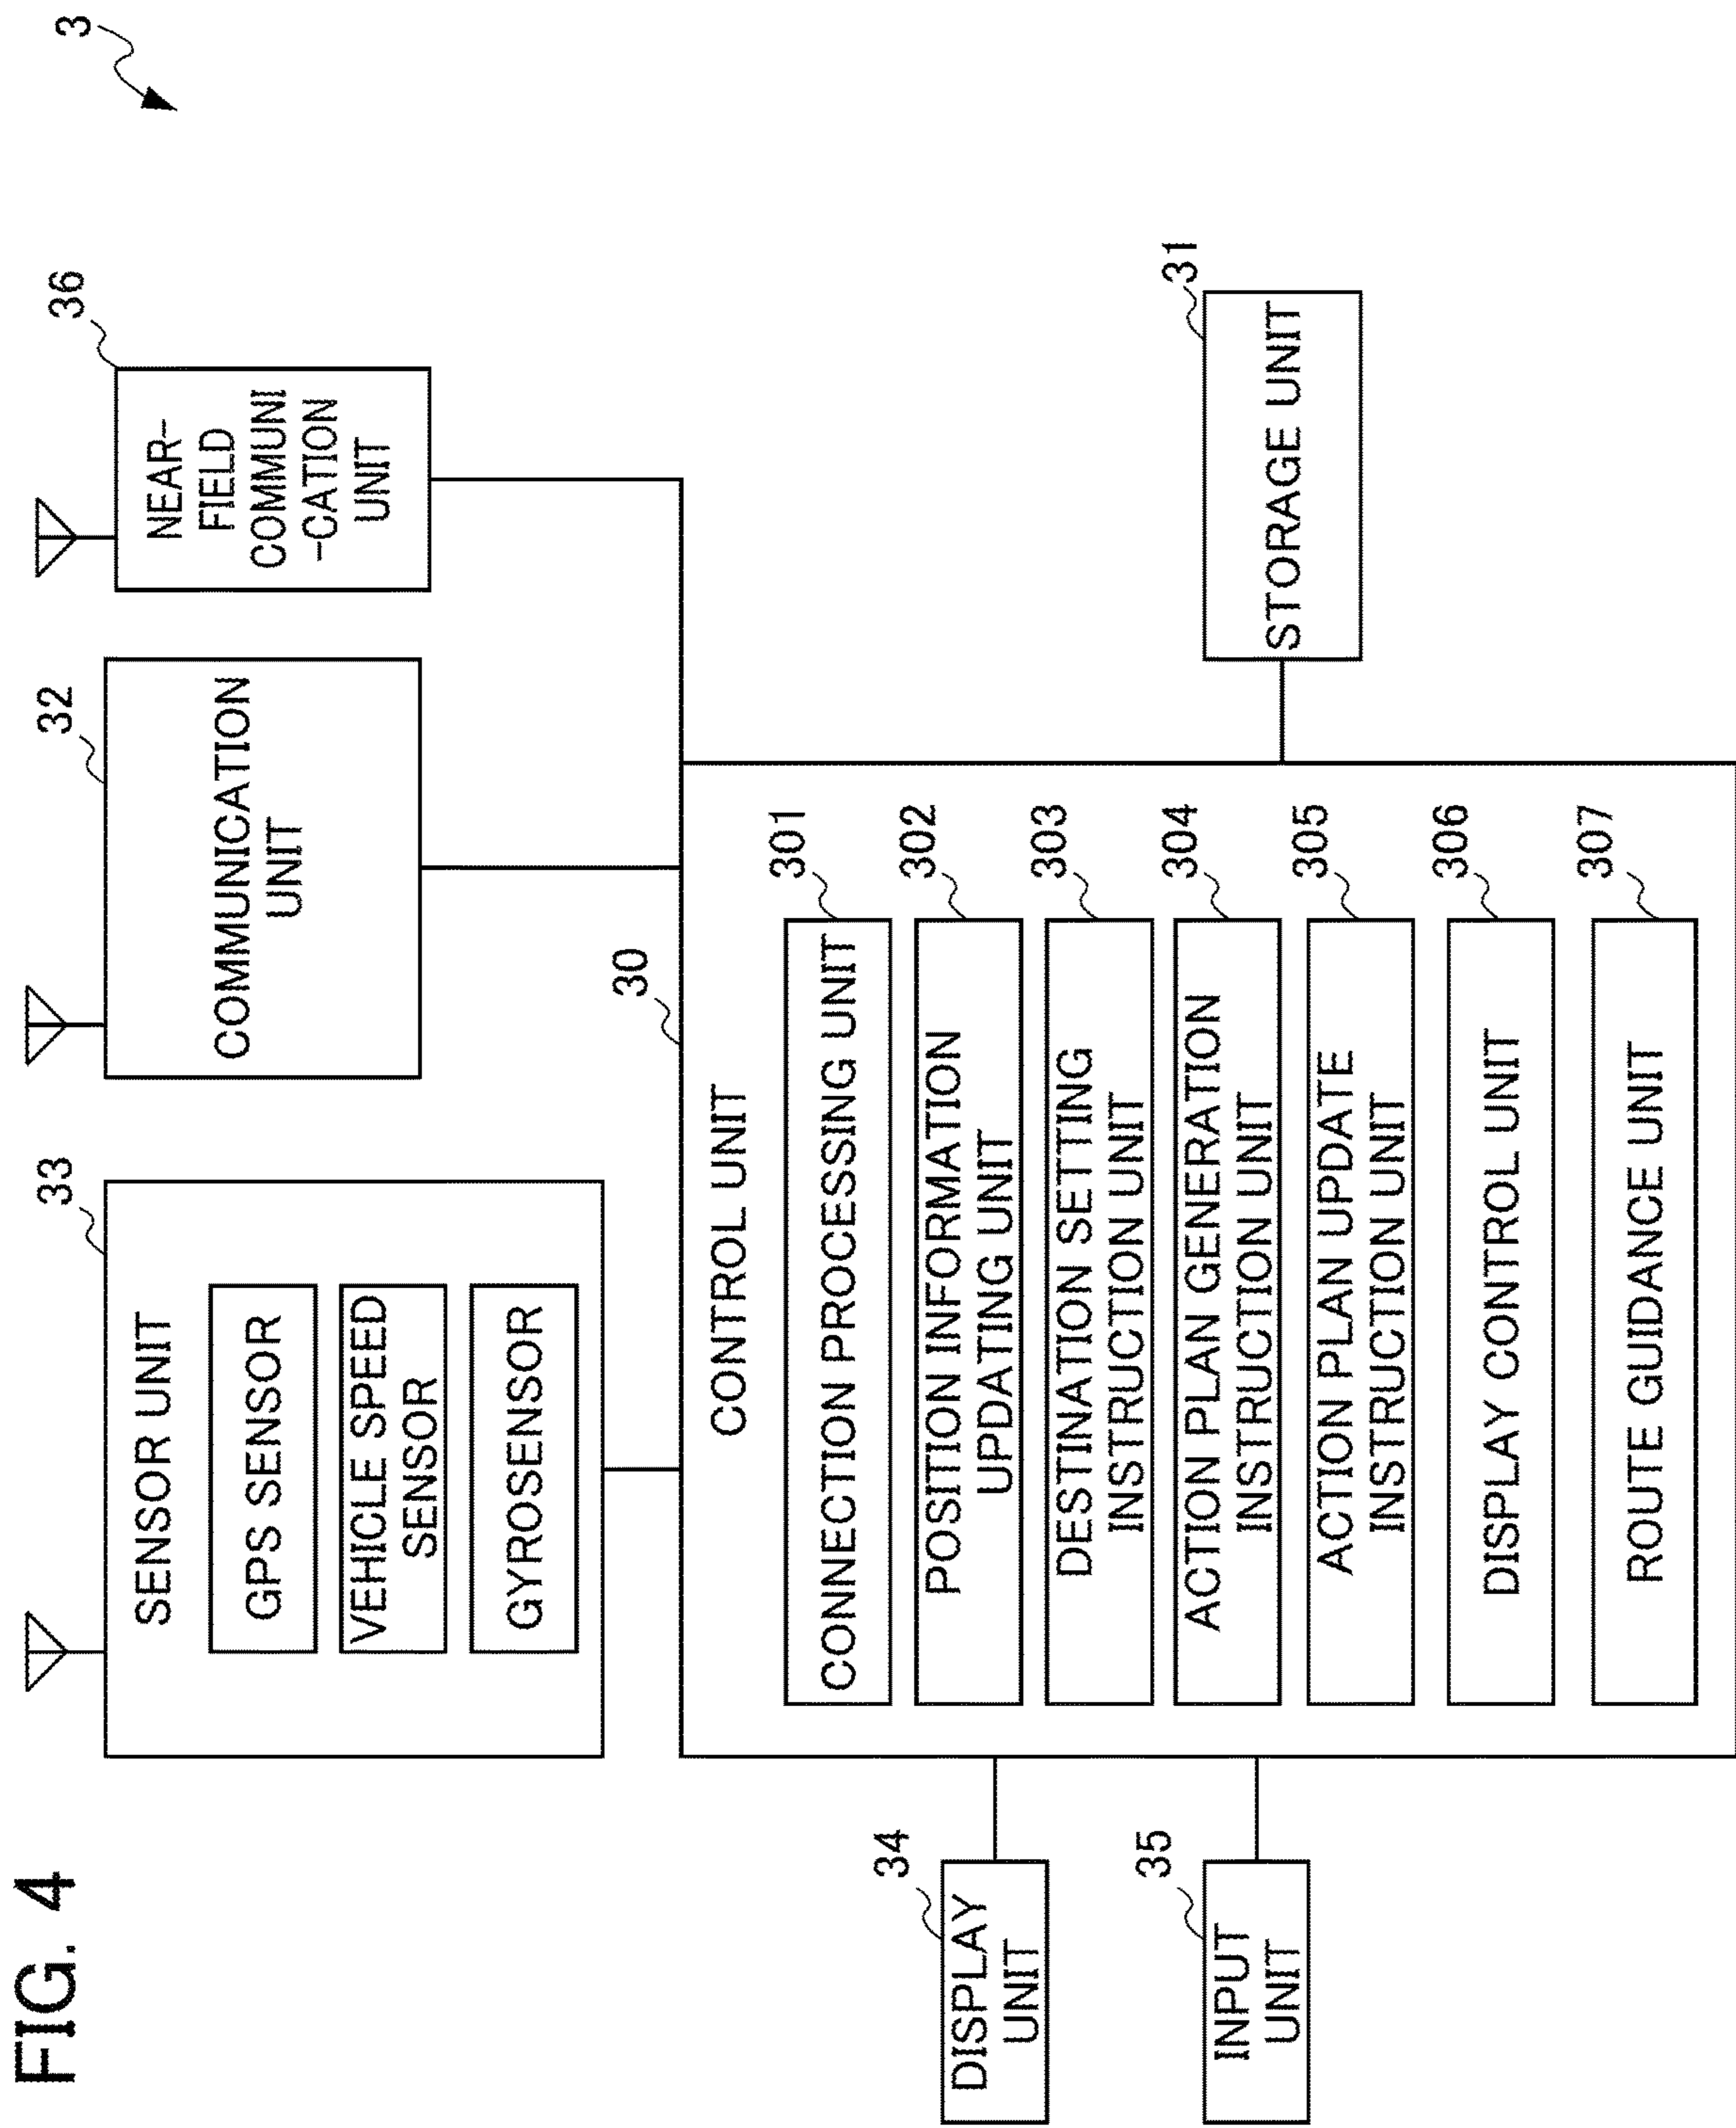 FIG. 4
3
33
SENSOR UNIT
GPS SENSOR
VEHICLE SPEED
SENSOR
GYROSENSOR
32
COMMUNICATION
UNIT
36
NEAR-
FIELD
COMMUNI
-CATION
UNIT
30
CONTROL UNIT
CONNECTION PROCESSING UNIT
301
POSITION INFORMATION
UPDATING UNIT
302
DESTINATION SETTING
INSTRUCTION UNIT
303
ACTION PLAN GENERATION
INSTRUCTION UNIT
304
ACTION PLAN UPDATE
INSTRUCTION UNIT
305
DISPLAY CONTROL UNIT
306
ROUTE GUIDANCE UNIT
307
34
DISPLAY
UNIT
35
INPUT
UNIT
31
STORAGE UNIT